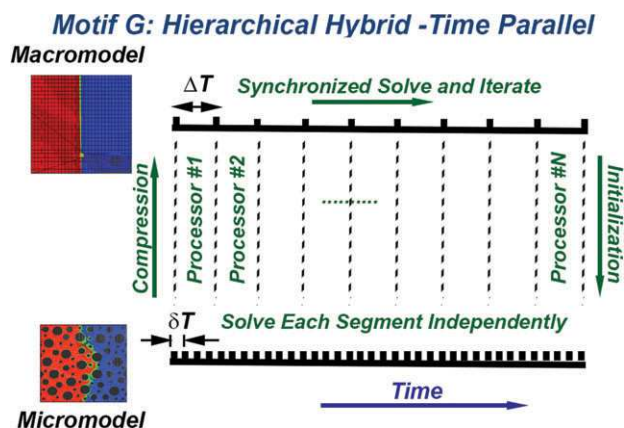 Motif G: Hierarchical Hybrid -Time Parallel
Macromodel
ΔT
Synchronized Solve and Iterate
Compression
Processor #1
Processor #2
Processor #N
Initialization
δT
Solve Each Segment Independently
Time
Micromodel